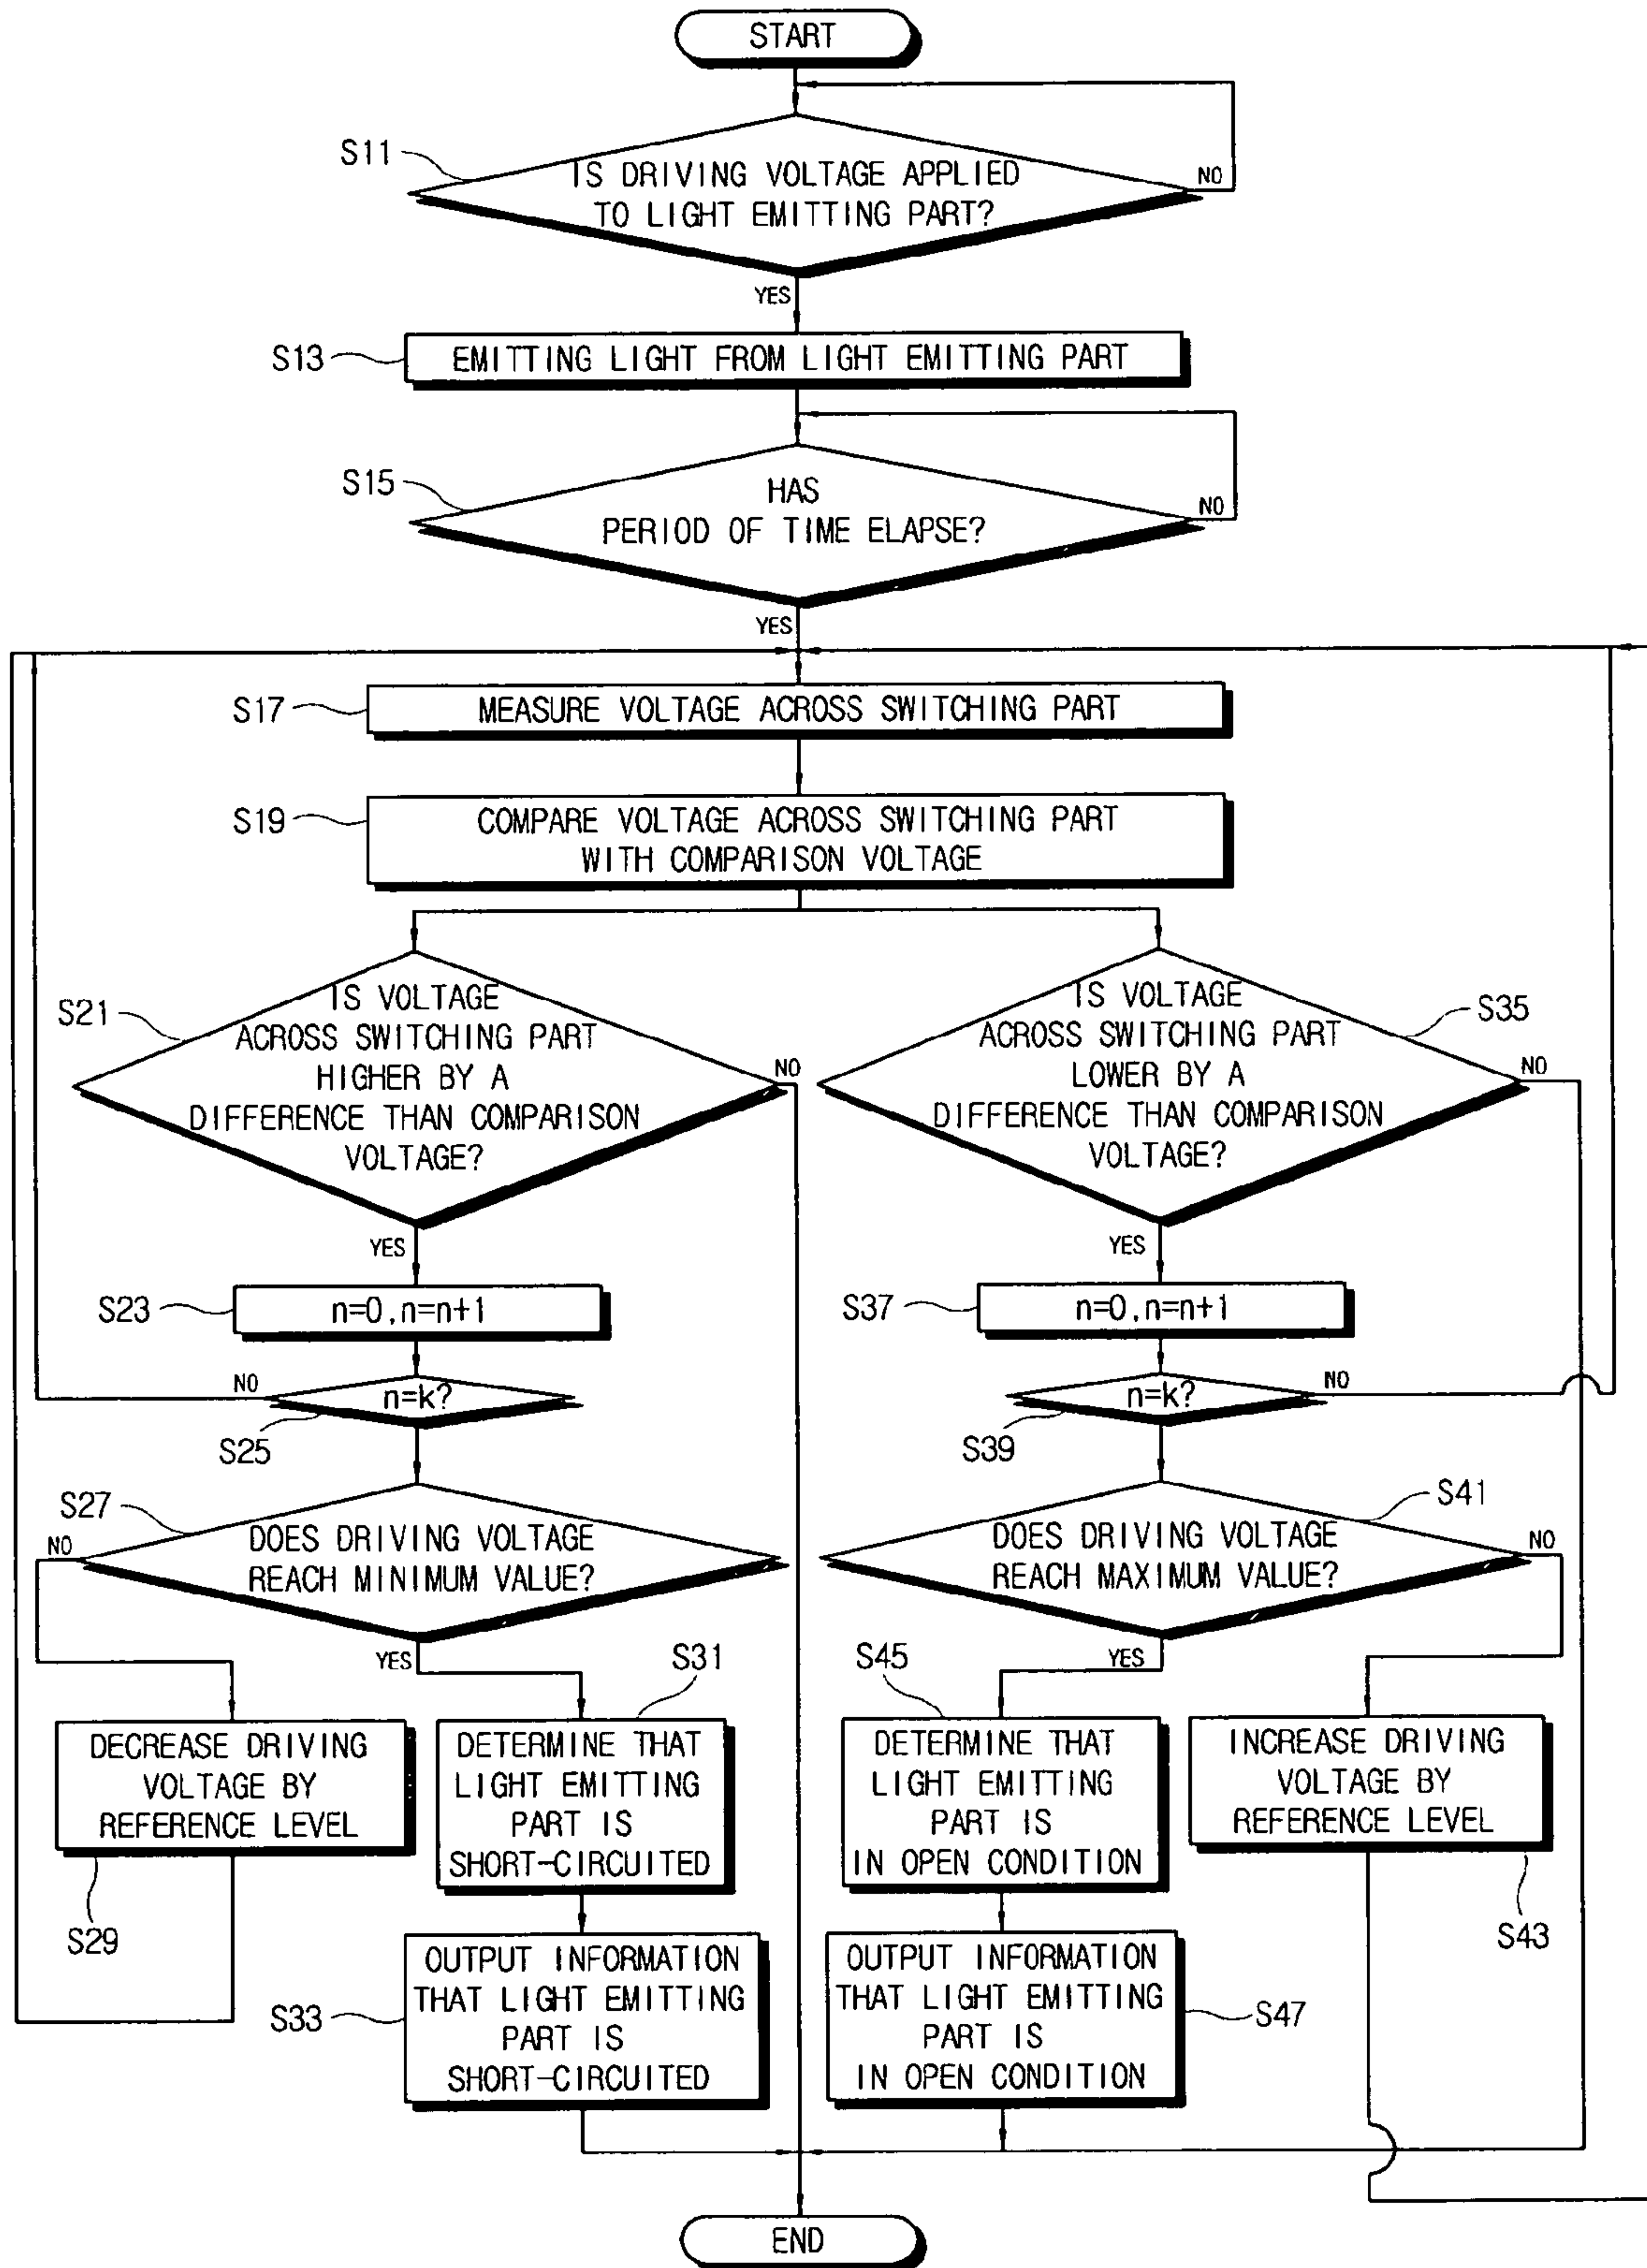 START
S11
IS DRIVING VOLTAGE APPLIED
TO LIGHT EMITTING PART?
NO
YES
S13
EMITTING LIGHT FROM LIGHT EMITTING PART
S15
HAS
PERIOD OF TIME ELAPSE?
NO
YES
S17
MEASURE VOLTAGE ACROSS SWITCHING PART
S19
COMPARE VOLTAGE ACROSS SWITCHING PART
WITH COMPARISON VOLTAGE
S21
IS VOLTAGE
ACROSS SWITCHING PART
HIGHER BY A
DIFFERENCE THAN COMPARISON
VOLTAGE?
NO
YES
S23
n=0,n=n+1
NO
n=k?
S25
S27
NO
DOES DRIVING VOLTAGE
REACH MINIMUM VALUE?
YES
DECREASE DRIVING
VOLTAGE BY
REFERENCE LEVEL
S29
S31
DETERMINE THAT
LIGHT EMITTING
PART IS
SHORT-CIRCUITED
S33
OUTPUT INFORMATION
THAT LIGHT EMITTING
PART IS
SHORT-CIRCUITED
S35
IS VOLTAGE
ACROSS SWITCHING PART
LOWER BY A
DIFFERENCE THAN COMPARISON
VOLTAGE?
NO
YES
S37
n=0,n=n+1
n=k?
NO
S39
S41
DOES DRIVING VOLTAGE
REACH MAXIMUM VALUE?
NO
YES
S45
DETERMINE THAT
LIGHT EMITTING
PART IS
IN OPEN CONDITION
INCREASE DRIVING
VOLTAGE BY
REFERENCE LEVEL
S43
OUTPUT INFORMATION
THAT LIGHT EMITTING
PART IS
IN OPEN CONDITION
S47
END